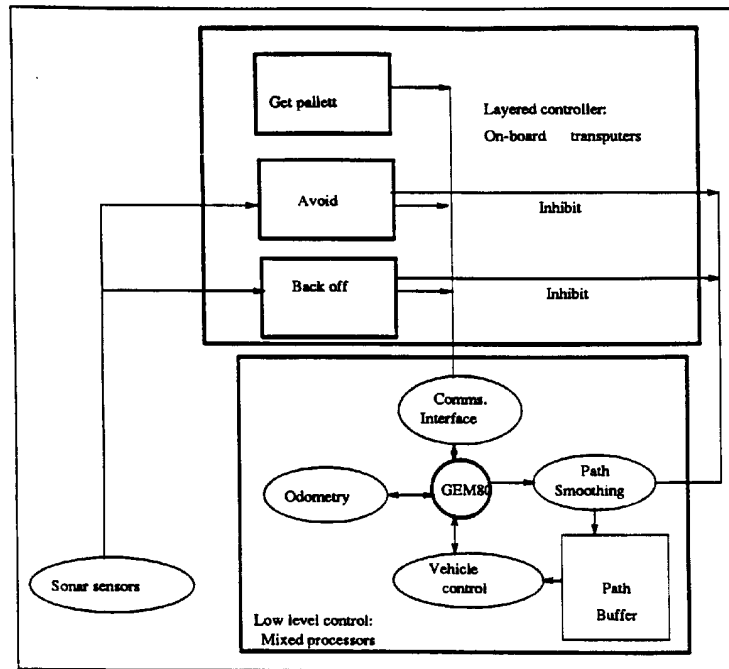 Get pallett
Layered controller:
On-board transputers
Avoid
Inhibit
Back off
Inhibit
Comms.
Interface
Odometry
GEM80
Path
Smoothing
Sonar sensors
Vehicle
control
Path
Buffer
Low level control:
Mixed processors